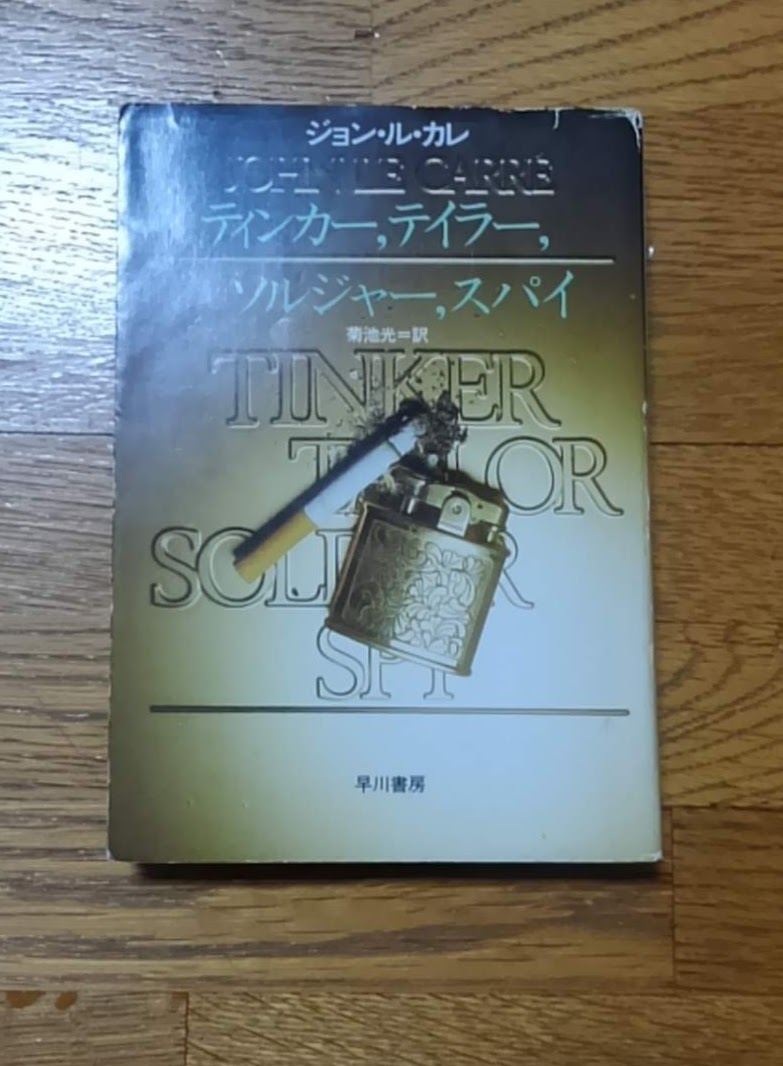 ジョン・ル・カレ
JOHN LE CARRÉ
ティンカー,テイラー,
ソルジャー,スパイ
菊池光=訳
TINKER
TAILOR
SOLDIER
SPY
早川書房